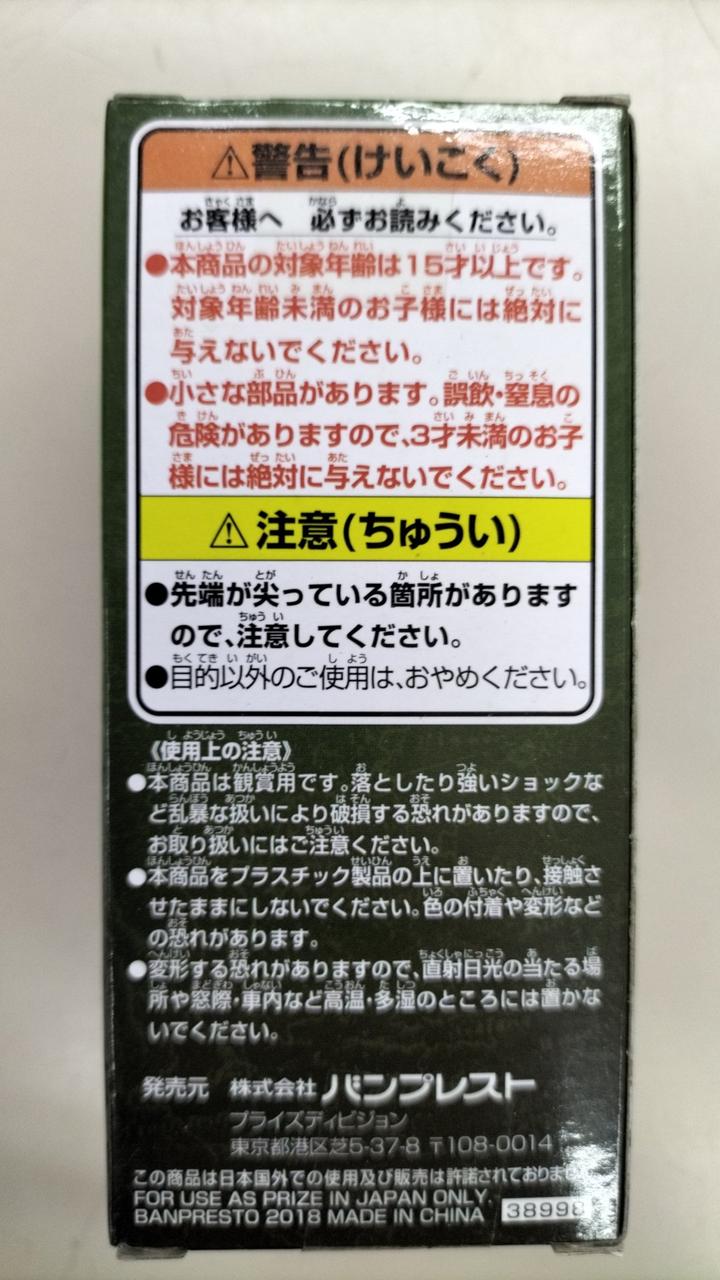 ⚠警告(けいこく)
お客様へ 必ずお読みください。
●本商品の対象年齢は15才以上です。
対象年齢未満のお子様には絶対に
与えないでください。
●小さな部品があります。誤飲・窒息の
危険がありますので、3才未満のお子
様には絶対に与えないでください。
⚠注意(ちゅうい)
●先端が尖っている箇所があります
ので、注意してください。
●目的以外のご使用は、おやめください。
《使用上の注意》
●本商品は観賞用です。落としたり強いショックな
ど乱暴な扱いにより破損する恐れがありますので、
お取り扱いにはご注意ください。
●本商品をプラスチック製品の上に置いたり、接触さ
せたままにしないでください。色の付着や変形など
の恐れがあります。
●変形する恐れがありますので、直射日光の当たる場
所や窓際・車内など高温・多湿のところには置かな
いでください。
発売元 株式会社 バンプレスト
プライズディビジョン
東京都港区芝5-37-8 〒108-0014
この商品は日本国外での使用及び販売は許諾されておりません
FOR USE AS PRIZE IN JAPAN ONLY.
BANPRESTO 2018 MADE IN CHINA